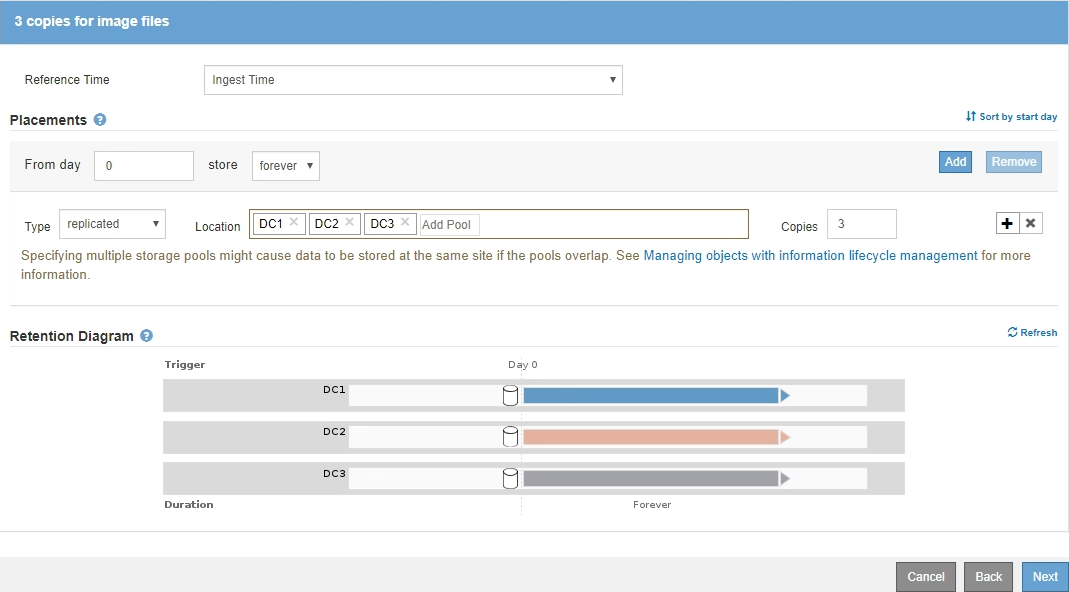 3 copies for image files
Reference Time Ingest Time
Placements Sort by start day
From day 0 store forever Add Remove
Type replicated Location DC1 DC2 DC3 Add Pool Copies 3
Specifying multiple storage pools might cause data to be stored at the same site if the pools overlap. See Managing objects with information lifecycle management for more
information.
Retention Diagram Refresh
Trigger Day 0
DC1
DC2
DC3
Duration Forever
Cancel Back Next